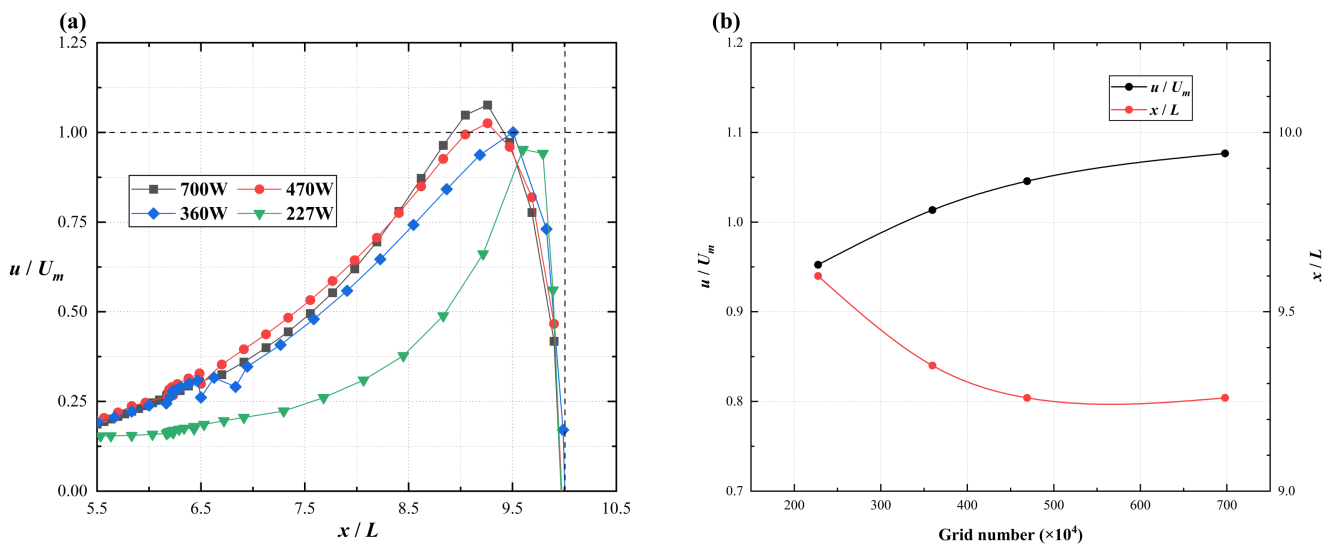 (a)
1.25
1.00
0.75
0.50
0.25
0.00
u / Um
700W 470W
360W 227W
5.5 6.5 7.5 8.5 9.5 10.5
x / L
(b)
1.2
1.1
1.0
0.9
0.8
0.7
u / Um
u / Um
x / L
10.0
9.5
9.0
x / L
200 300 400 500 600 700 800
Grid number (×10⁴)